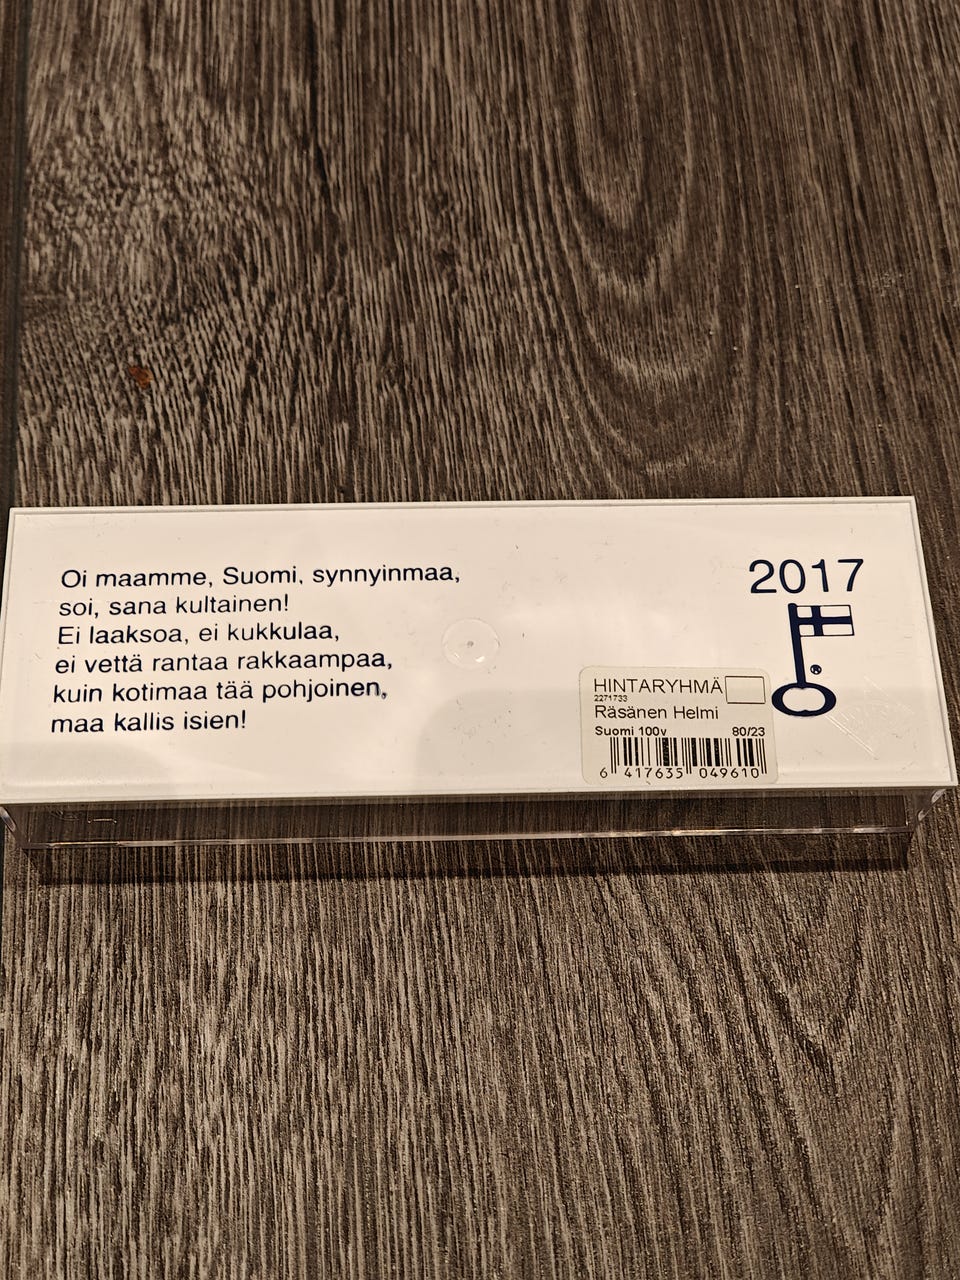 Oi maamme, Suomi, synnyinmaa,
soi, sana kultainen!
Ei laaksoa, ei kukkulaa,
ei vettä rantaa rakkaampaa,
kuin kotimaa tää pohjoinen,
maa kallis isien!
2017
®
HINTARYHMÄ
2271733
Räsänen Helmi
Suomi 100v 80/23
6 417635 049610